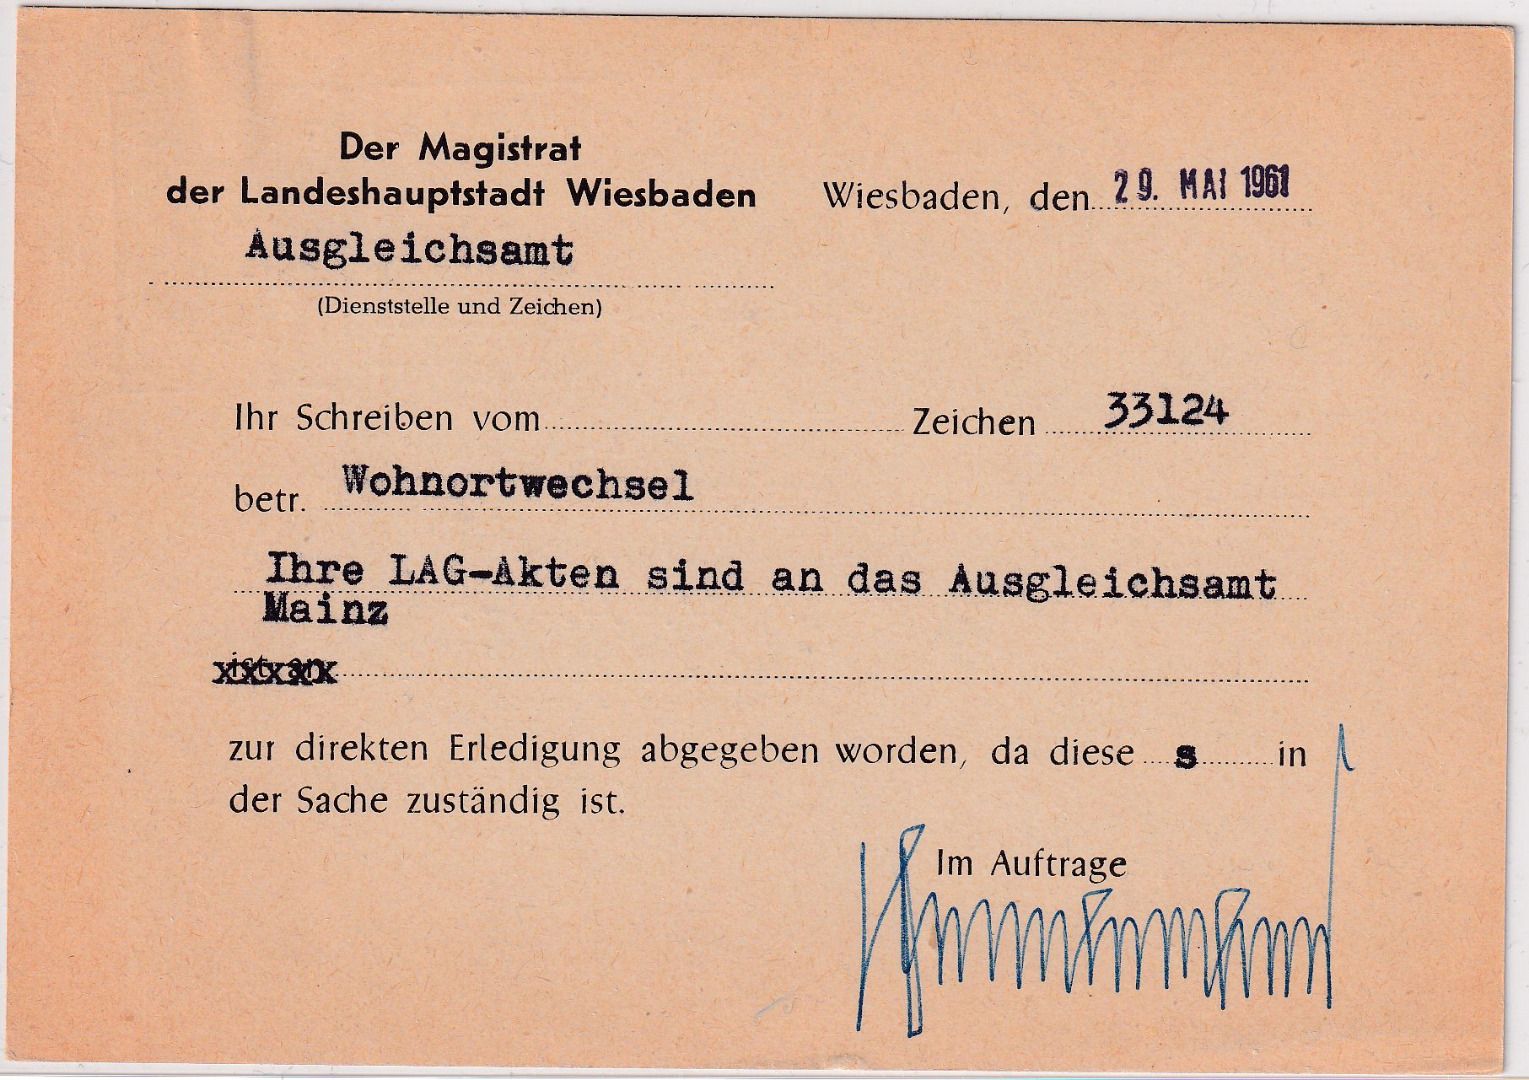 Der Magistrat
der Landeshauptstadt Wiesbaden
Wiesbaden, den 29. MAI 1961
Ausgleichsamt
(Dienststelle und Zeichen)
Ihr Schreiben vom Zeichen 33124
betr. Wohnortwechsel
Ihre LAG-Akten sind an das Ausgleichsamt
Mainz
ist an
zur direkten Erledigung abgegeben worden, da diese s in
der Sache zuständig ist.
Im Auftrage